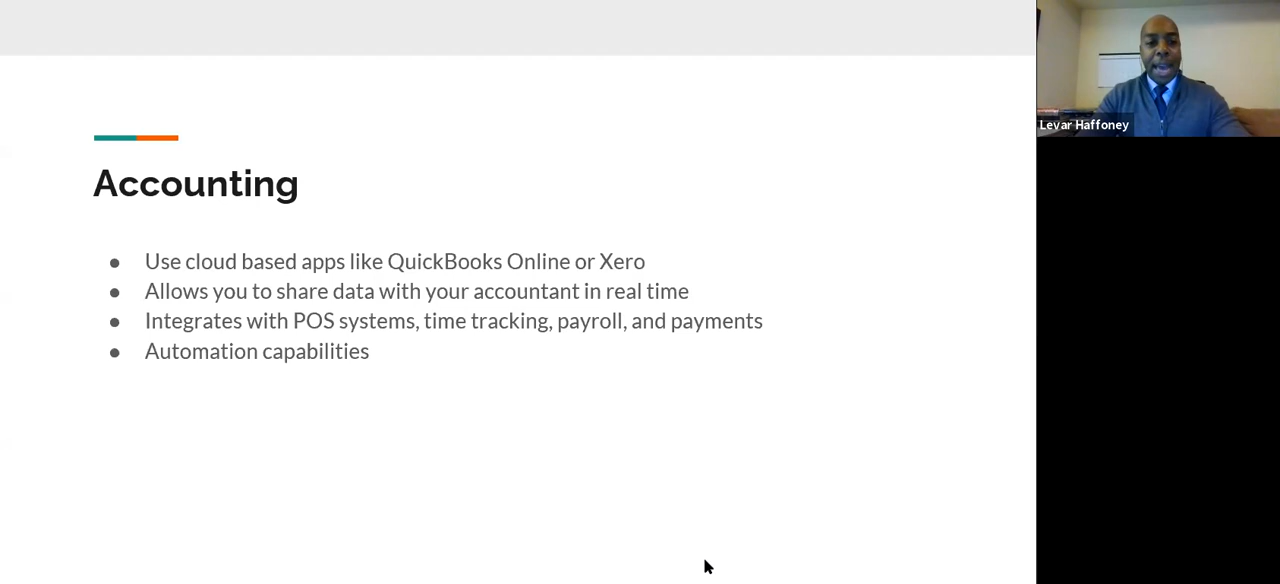 Accounting
● Use cloud based apps like QuickBooks Online or Xero
● Allows you to share data with your accountant in real time
● Integrates with POS systems, time tracking, payroll, and payments
● Automation capabilities
Levar Haffoney